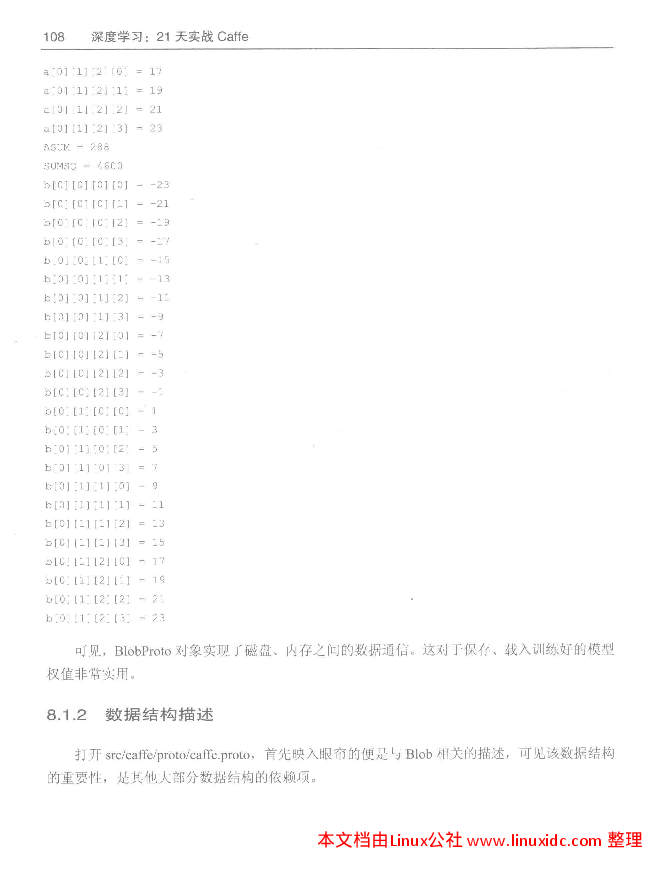 108 深度学习：21 天实战 Caffe
a[0][1][2][0] = 17
a[0][1][2][1] = 19
a[0][1][2][2] = 21
a[0][1][2][3] = 23
ASUM = 288
SUMSQ = 4600
b[0][0][0][0] = -23
b[0][0][0][1] = -21
b[0][0][0][2] = -19
b[0][0][0][3] = -17
b[0][0][1][0] = -15
b[0][0][1][1] = -13
b[0][0][1][2] = -11
b[0][0][1][3] = -9
b[0][0][2][0] = -7
b[0][0][2][1] = -5
b[0][0][2][2] = -3
b[0][0][2][3] = -1
b[0][1][0][0] =
b[0][1][0][1] = 3
b[0][1][0][2] = 5
b[0][1][0][3] = 7
b[0][1][1][0] = 9
b[0][1][1][1] = 11
b[0][1][1][2] = 13
b[0][1][1][3] = 15
b[0][1][2][0] = 17
b[0][1][2][1] = 19
b[0][1][2][2] = 21
b[0][1][2][3] = 23
可见，BlobProto 对象实现了磁盘、内存之间的数据通信。这对于保存、载入训练好的模型
权值非常实用。
8.1.2 数据结构描述
打开 src/caffe/proto/caffe.proto，首先映入眼帘的便是与 Blob 相关的描述，可见该数据结构
的重要性，是其他大部分数据结构的依赖项。
本文档由Linux公社 www.linuxidc.com 整理